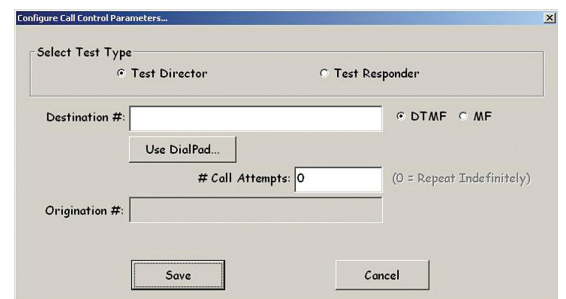 Configure Call Control Parameters...
Select Test Type
Test Director Test Responder
Destination #: DTMF MF
Use DialPad...
# Call Attempts: 0 (0 = Repeat Indefinitely)
Origination #:
Save Cancel